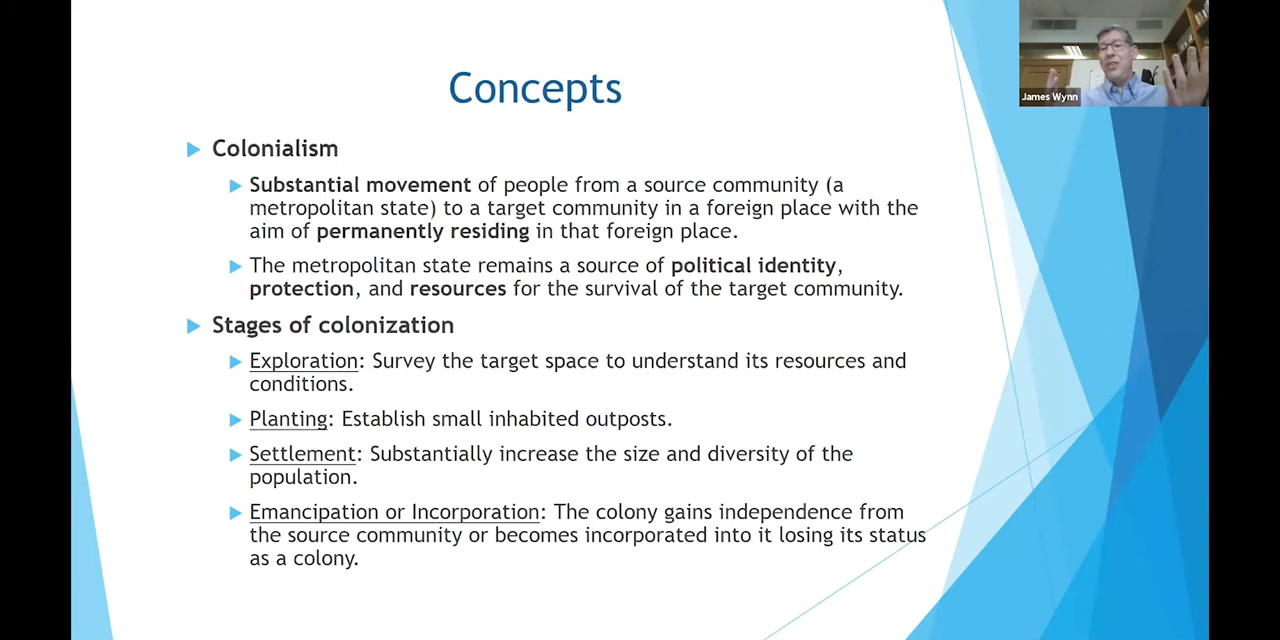 Concepts
Colonialism
Substantial movement of people from a source community (a
metropolitan state) to a target community in a foreign place with the
aim of permanently residing in that foreign place.
The metropolitan state remains a source of political identity,
protection, and resources for the survival of the target community.
Stages of colonization
Exploration: Survey the target space to understand its resources and
conditions.
Planting: Establish small inhabited outposts.
Settlement: Substantially increase the size and diversity of the
population.
Emancipation or Incorporation: The colony gains independence from
the source community or becomes incorporated into it losing its status
as a colony.
James Wynn